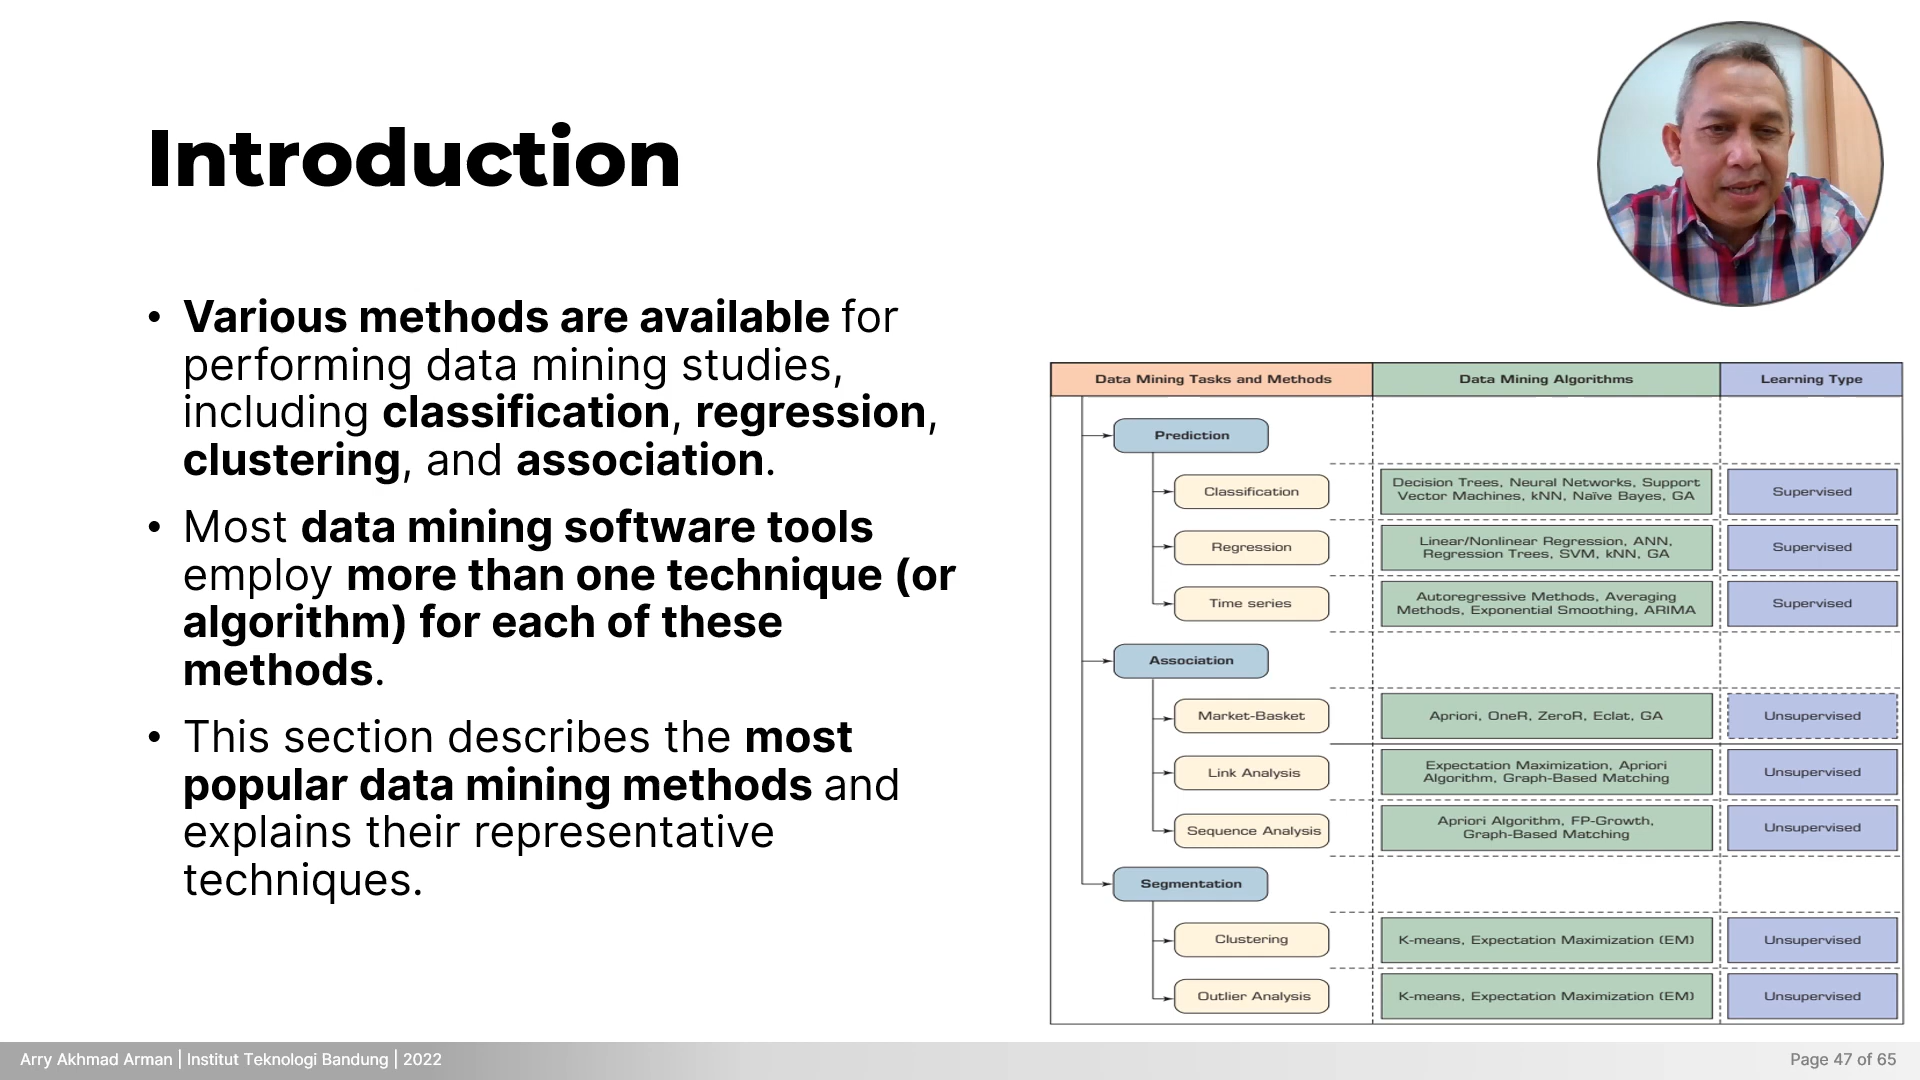 Introduction
• Various methods are available for
performing data mining studies,
including classification, regression,
clustering, and association.
• Most data mining software tools
employ more than one technique (or
algorithm) for each of these
methods.
• This section describes the most
popular data mining methods and
explains their representative
techniques.
Data Mining Tasks and Methods
Data Mining Algorithms
Learning Type
Prediction
Classification
Decision Trees, Neural Networks, Support
Vector Machines, kNN, Naïve Bayes, GA
Supervised
Regression
Linear/Nonlinear Regression, ANN,
Regression Trees, SVM, kNN, GA
Supervised
Time series
Autoregressive Methods, Averaging
Methods, Exponential Smoothing, ARIMA
Supervised
Association
Market-Basket
Apriori, OneR, ZeroR, Eclat, GA
Unsupervised
Link Analysis
Expectation Maximization, Apriori
Algorithm, Graph-Based Matching
Unsupervised
Sequence Analysis
Apriori Algorithm, FP-Growth,
Graph-Based Matching
Unsupervised
Segmentation
Clustering
K-means, Expectation Maximization (EM)
Unsupervised
Outlier Analysis
K-means, Expectation Maximization (EM)
Unsupervised
Arry Akhmad Arman | Institut Teknologi Bandung | 2022
Page 47 of 65